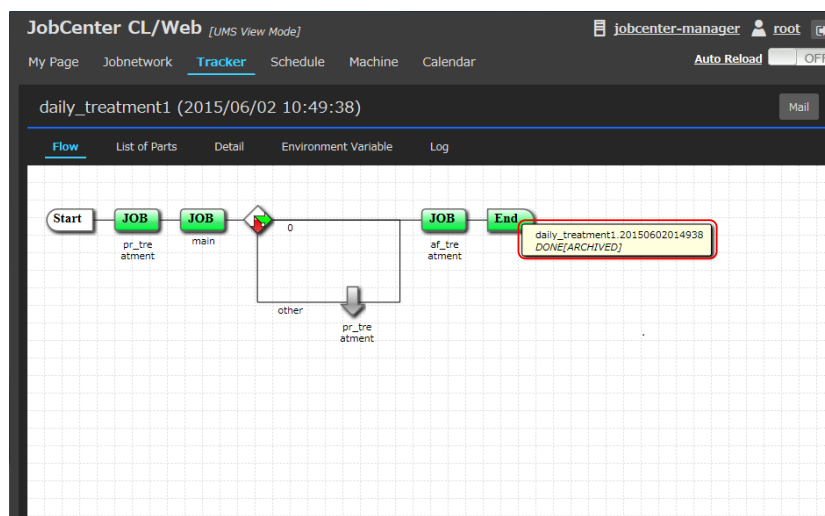 JobCenter CL/Web [UMS View Mode]
jobcenter-manager root
My Page Jobnetwork Tracker Schedule Machine Calendar
Auto Reload OFF
daily_treatment1 (2015/06/02 10:49:38)
Mail
Flow List of Parts Detail Environment Variable Log
Start JOB JOB 0 JOB End
pr_tre
atment
main
af_tre
atment
daily_treatment1.20150602014938
DONE[ARCHIVED]
other
pr_tre
atment